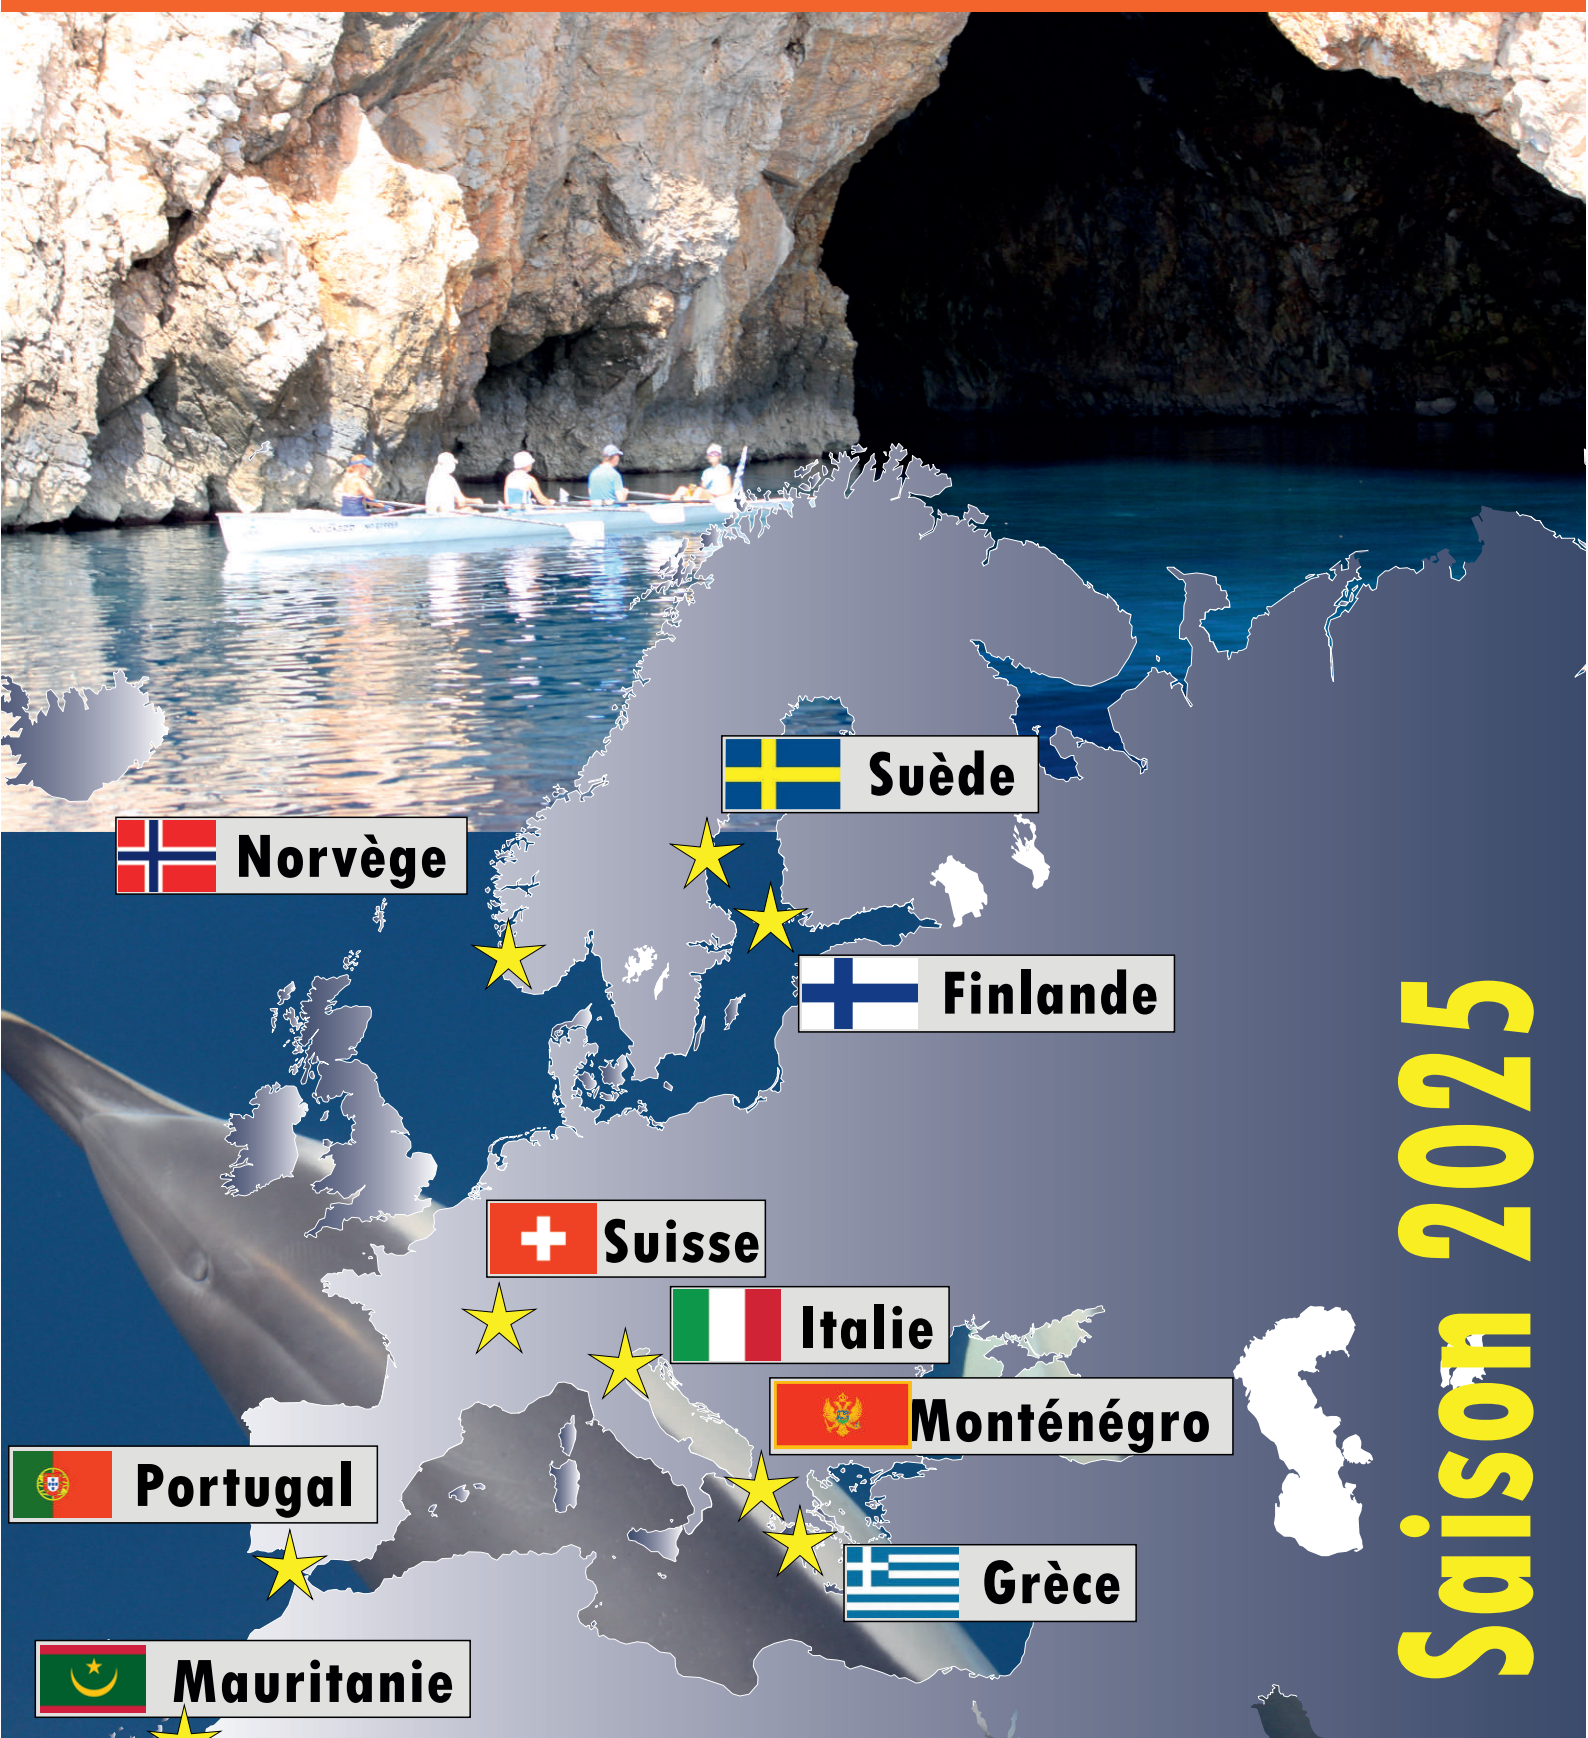 Suède
Norvège
Finlande
Suisse
Italie
Monténégro
Portugal
Grèce
Mauritanie
Saison 2025